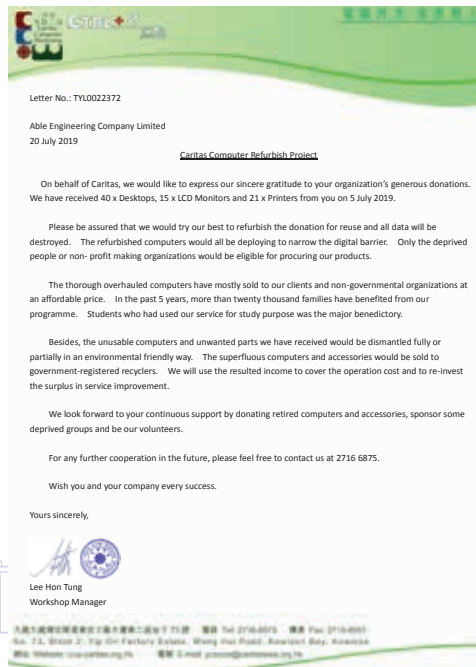 Letter No.: TYL0022372
Able Engineering Company Limited
20 July 2019
Caritas Computer Refurbish Project
On behalf of Caritas, we would like to express our sincere gratitude to your organization's generous donations.
We have received 40 x Desktops, 15 x LCD Monitors and 21 x Printers from you on 5 July 2019.
Please be assured that we would try our best to refurbish the donation for reuse and all data will be
destroyed. The refurbished computers would all be deploying to narrow the digital barrier. Only the deprived
people or non- profit making organizations would be eligible for procuring our products.
The thorough overhauled computers have mostly sold to our clients and non-governmental organizations at
an affordable price. In the past 5 years, more than twenty thousand families have benefited from our
programme. Students who had used our service for study purpose was the major benedictory.
Besides, the unusable computers and unwanted parts we have received would be dismantled fully or
partially in an environmental friendly way. The superfluous computers and accessories would be sold to
government-registered recyclers. We will use the resulted income to cover the operation cost and to re-invest
the surplus in service improvement.
We look forward to your continuous support by donating retired computers and accessories, sponsor some
deprived groups and be our volunteers.
For any further cooperation in the future, please feel free to contact us at 2716 6875.
Wish you and your company every success.
Yours sincerely,
Lee Hon Tung
Workshop Manager